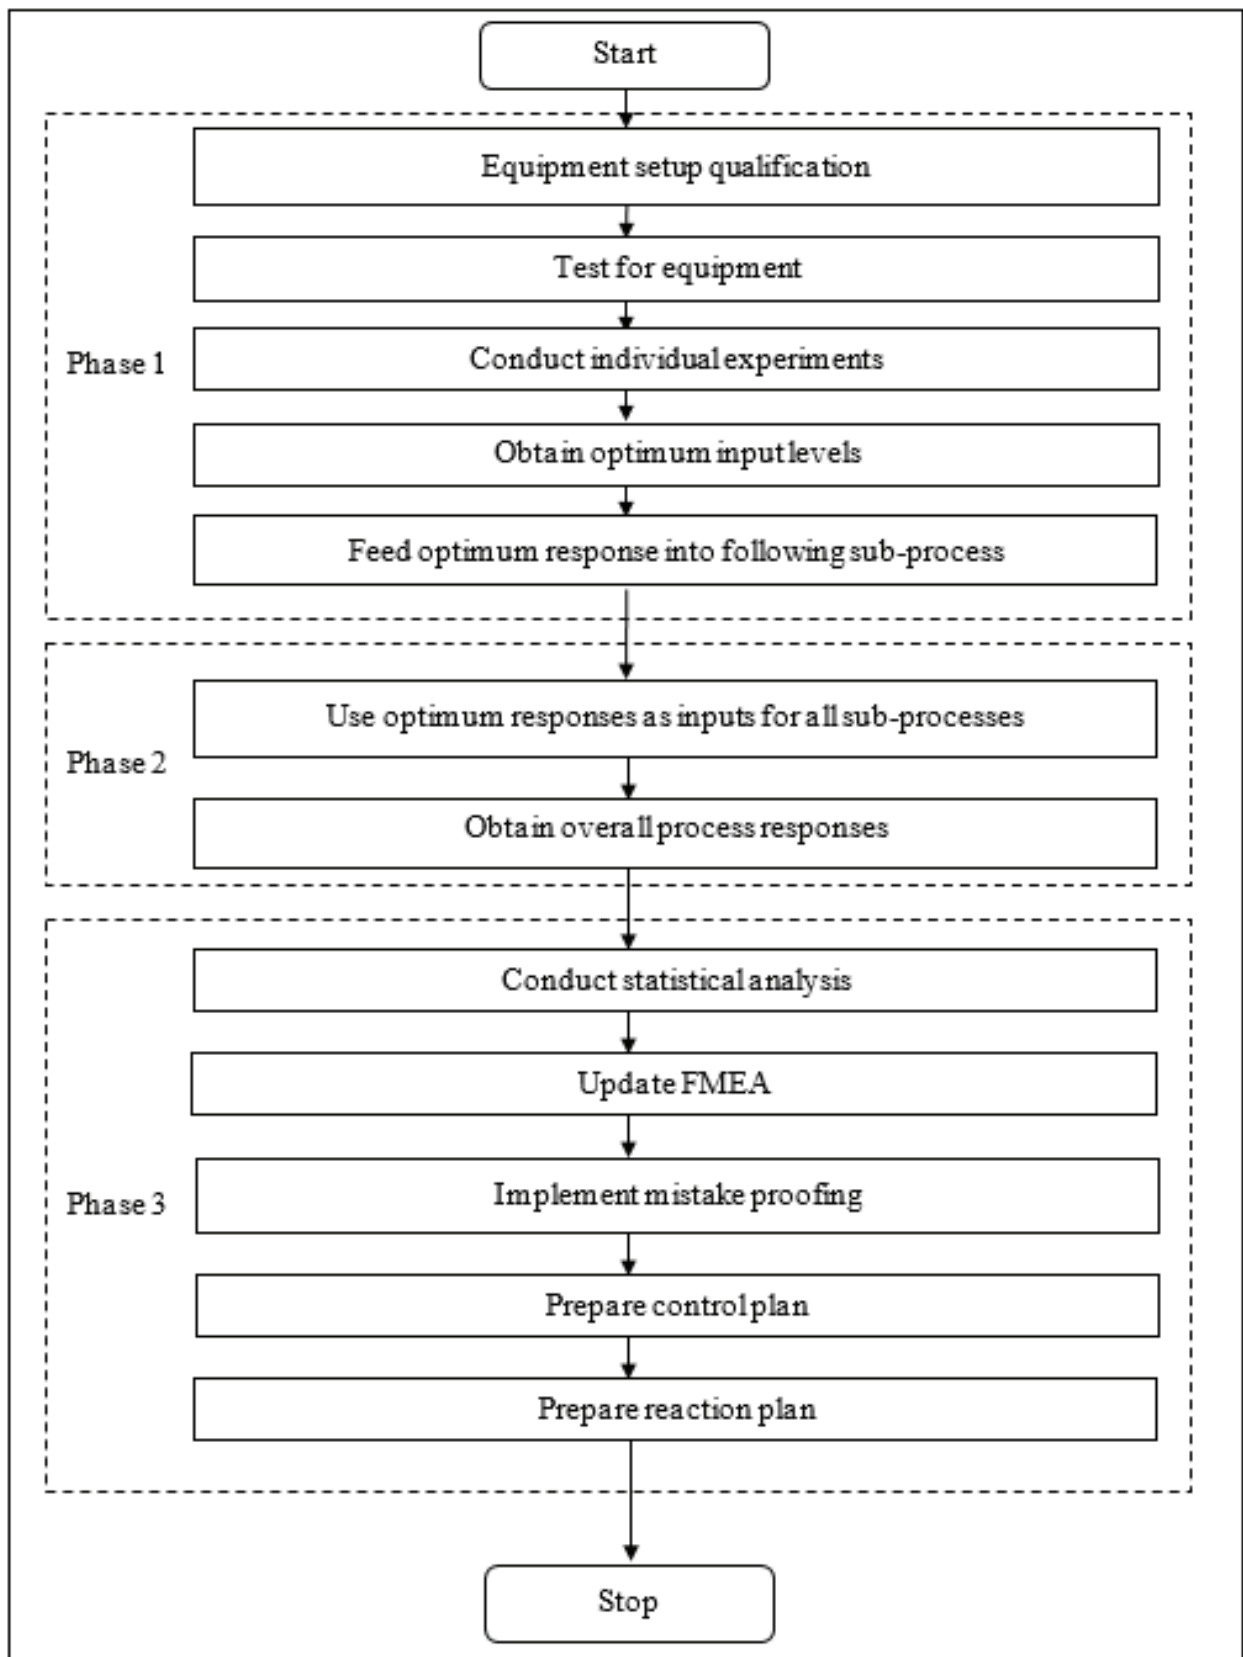 Start
Equipment setup qualification
Test for equipment
Phase 1
Conduct individual experiments
Obtain optimum input levels
Feed optimum response into following sub-process
Use optimum responses as inputs for all sub-processes
Phase 2
Obtain overall process responses
Conduct statistical analysis
Update FMEA
Phase 3
Implement mistake proofing
Prepare control plan
Prepare reaction plan
Stop